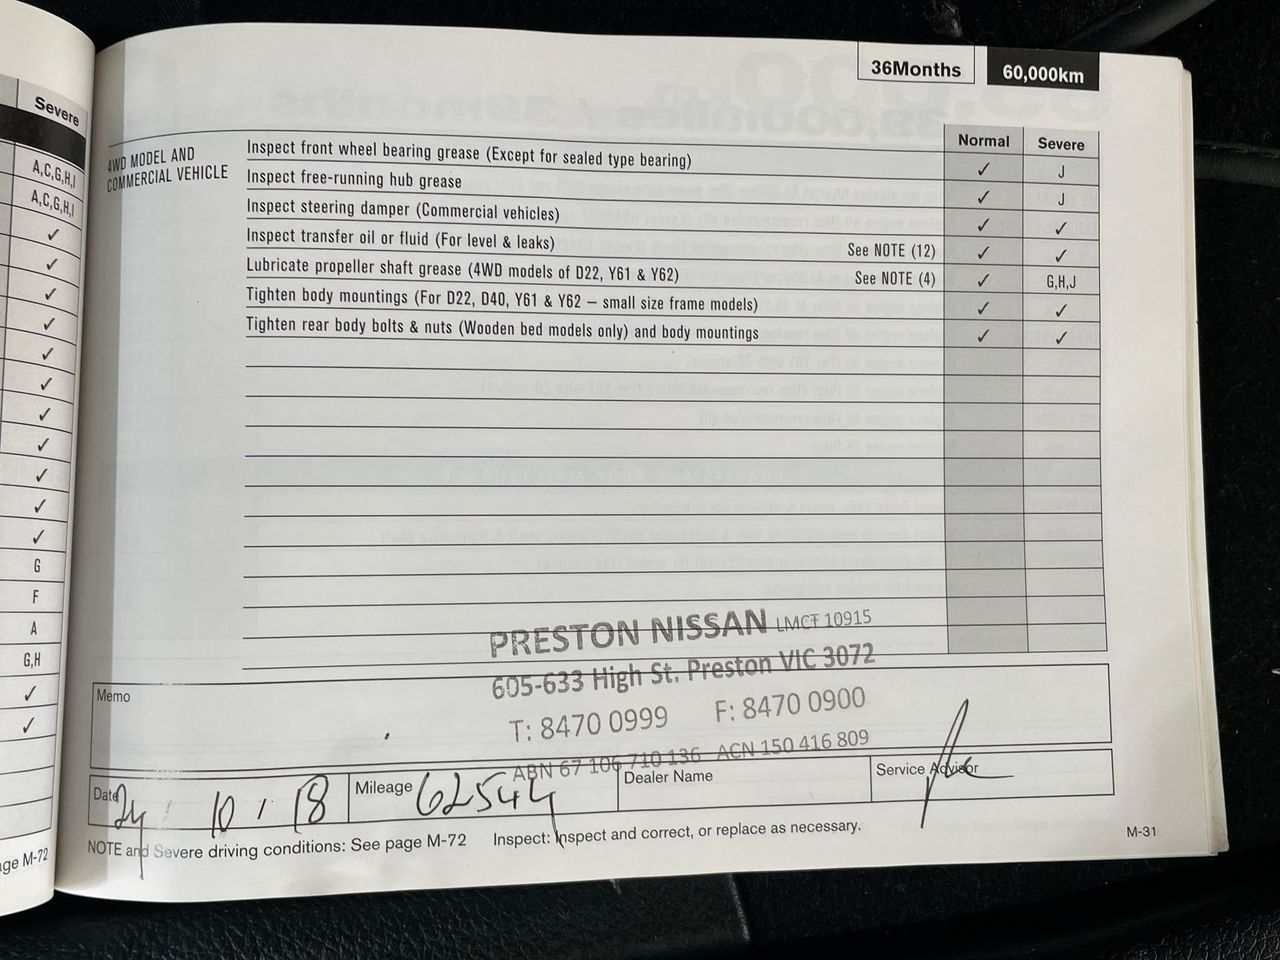 36Months 60,000km
Severe
A,C,G,H,I
A,C,G,H,I
✓
✓
✓
✓
✓
✓
✓
✓
✓
✓
✓
G
F
A
G,H
✓
✓
age M-72
Normal Severe
4WD MODEL AND COMMERCIAL VEHICLE
Inspect front wheel bearing grease (Except for sealed type bearing) ✓ J
Inspect free-running hub grease ✓ J
Inspect steering damper (Commercial vehicles) ✓ ✓
Inspect transfer oil or fluid (For level & leaks) See NOTE (12) ✓ ✓
Lubricate propeller shaft grease (4WD models of D22, Y61 & Y62) See NOTE (4) ✓ G,H,J
Tighten body mountings (For D22, D40, Y61 & Y62 – small size frame models) ✓ ✓
Tighten rear body bolts & nuts (Wooden bed models only) and body mountings ✓ ✓
PRESTON NISSAN LMCT 10915
605-633 High St. Preston VIC 3072
T: 8470 0999 F: 8470 0900
ABN 67 106 710 136 ACN 150 416 809
Memo
Date 24 / 10 / 18 Mileage 62544 Dealer Name Service Advisor
NOTE and Severe driving conditions: See page M-72 Inspect: Inspect and correct, or replace as necessary.
M-31